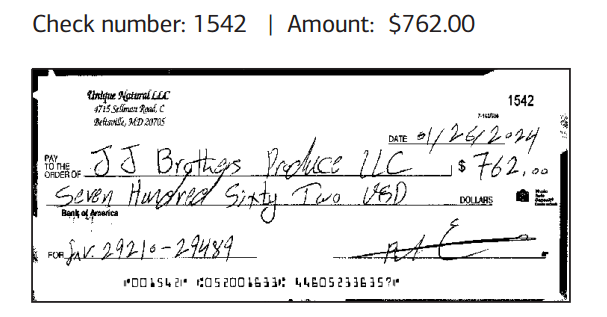 Check number: 1542 | Amount: $762.00
Unique Natural LLC
4715 Sellman Road, C
Beltsville, MD 20705
1542
DATE 01/26/2024
PAY TO THE ORDER OF JJ Brothers Produce LLC $ 762.00
Seven Hundred Sixty Two USD DOLLARS
Bank of America
FOR Inv. 29210-29489
⑈001542⑈ ⑆052001633⑆ 446052336357⑈